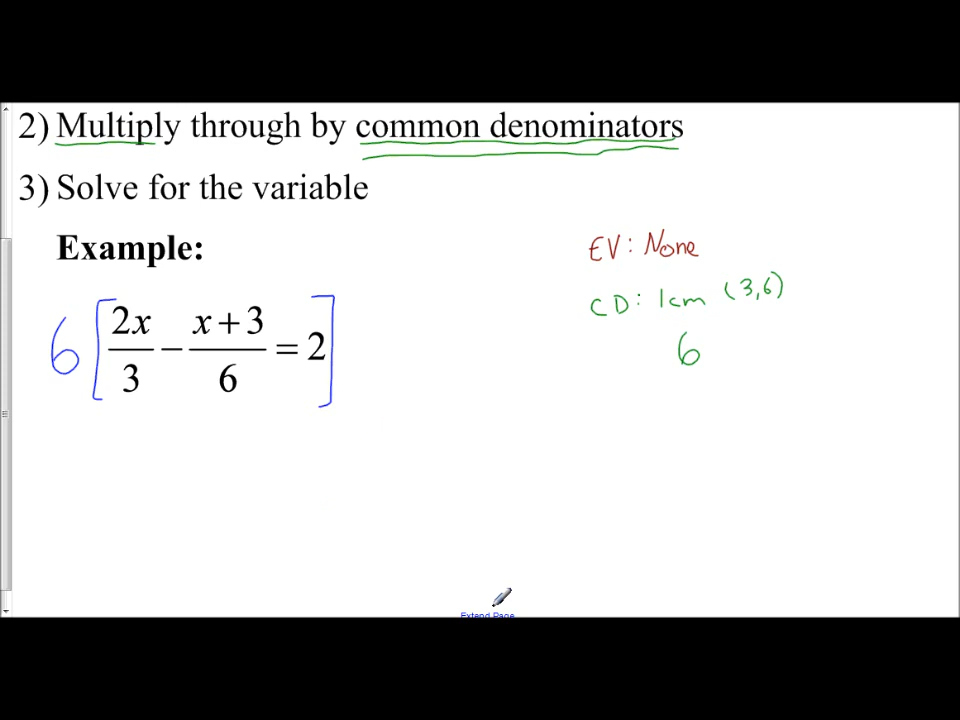 2) Multiply through by common denominators
3) Solve for the variable
Example:
EV: None
CD: lcm (3,6)
6
6 [ 2x/3 − x+3/6 = 2 ]
Extend Page